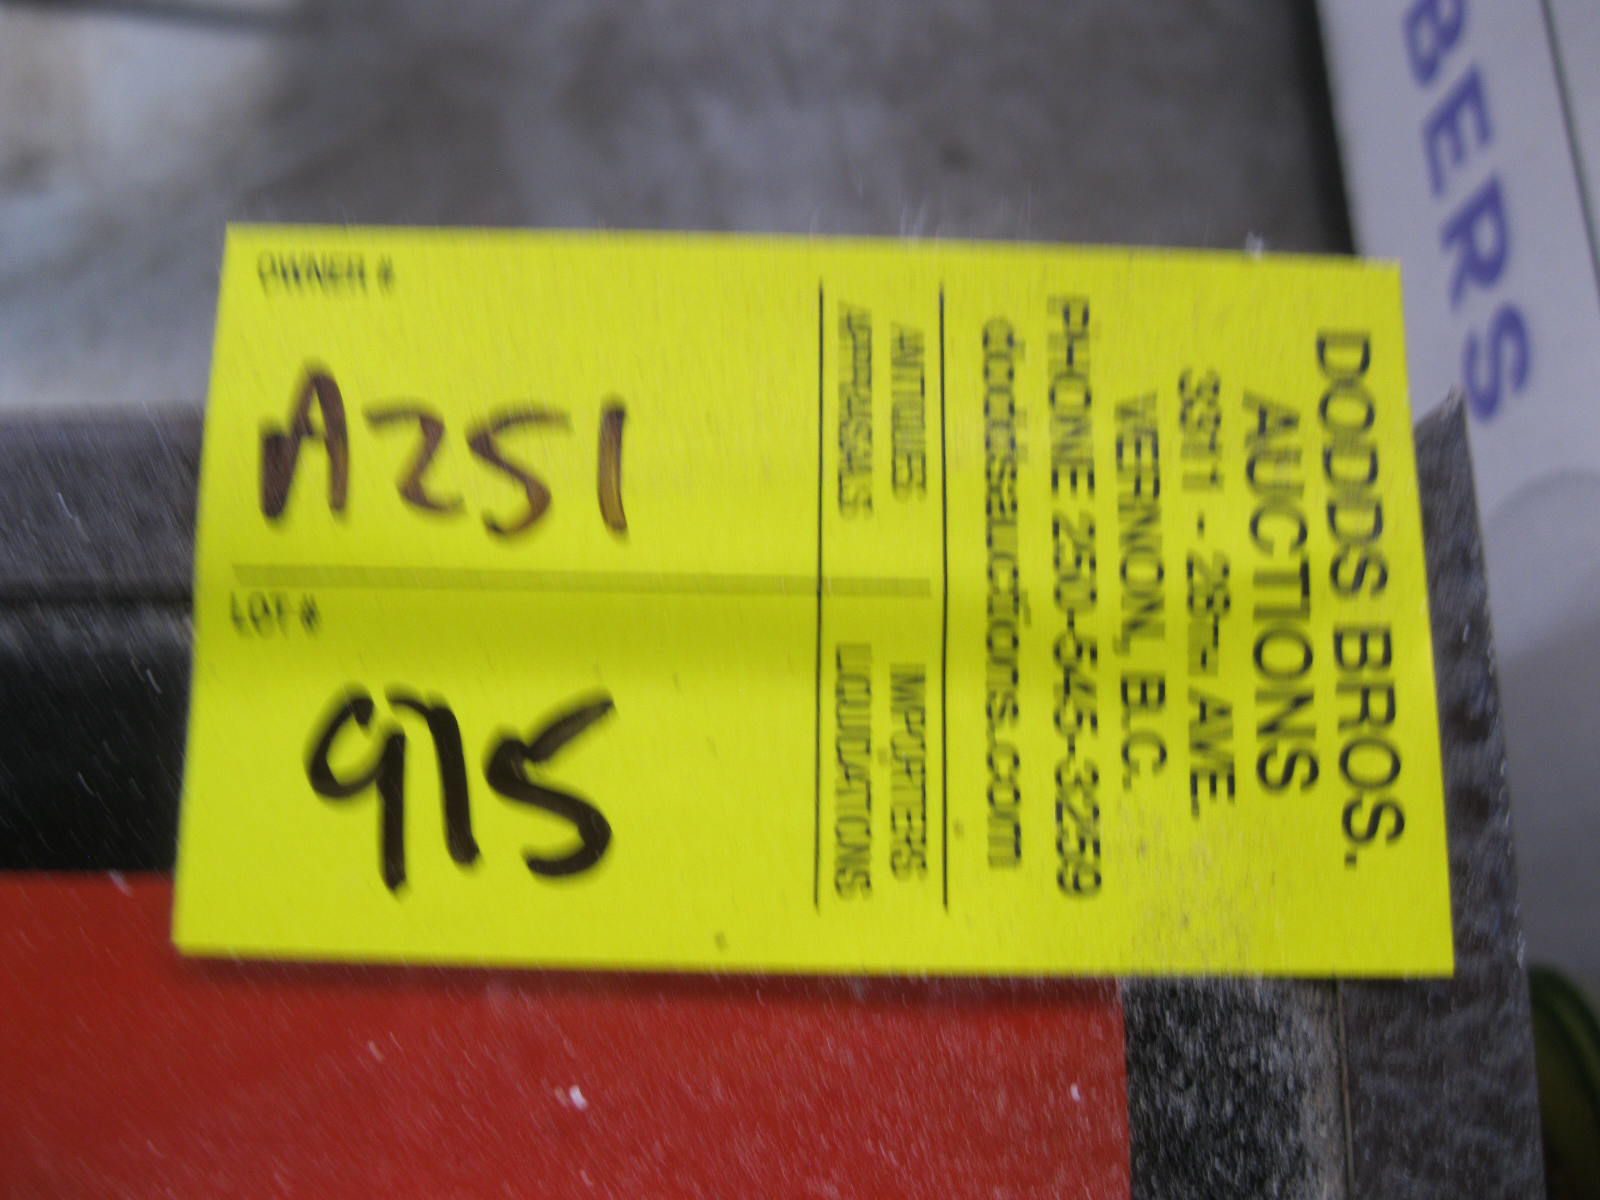 DODDS BROS.
AUCTIONS
3311 - 28TH AVE.
VERNON, B.C.
PHONE 250-545-3259
doddsauctions.com
ANTIQUES
APPRAISALS
IMPORTERS
LIQUIDATIONS
OWNER #
A251
LOT #
975
BERS